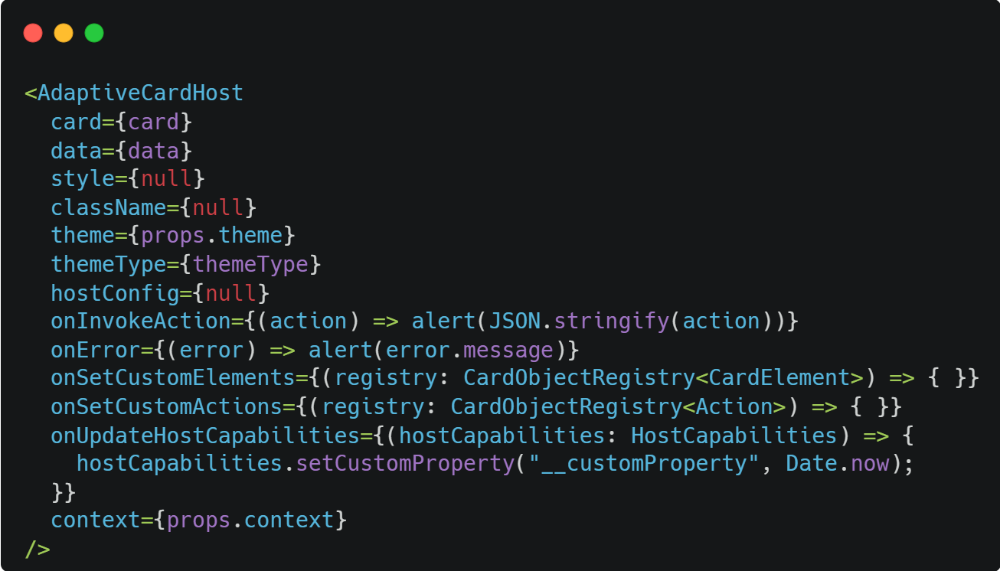 <AdaptiveCardHost
  card={card}
  data={data}
  style={null}
  className={null}
  theme={props.theme}
  themeType={themeType}
  hostConfig={null}
  onInvokeAction={(action) => alert(JSON.stringify(action))}
  onError={(error) => alert(error.message)}
  onSetCustomElements={(registry: CardObjectRegistry<CardElement>) => { }}
  onSetCustomActions={(registry: CardObjectRegistry<Action>) => { }}
  onUpdateHostCapabilities={(hostCapabilities: HostCapabilities) => {
    hostCapabilities.setCustomProperty("__customProperty", Date.now);
  }}
  context={props.context}
/>